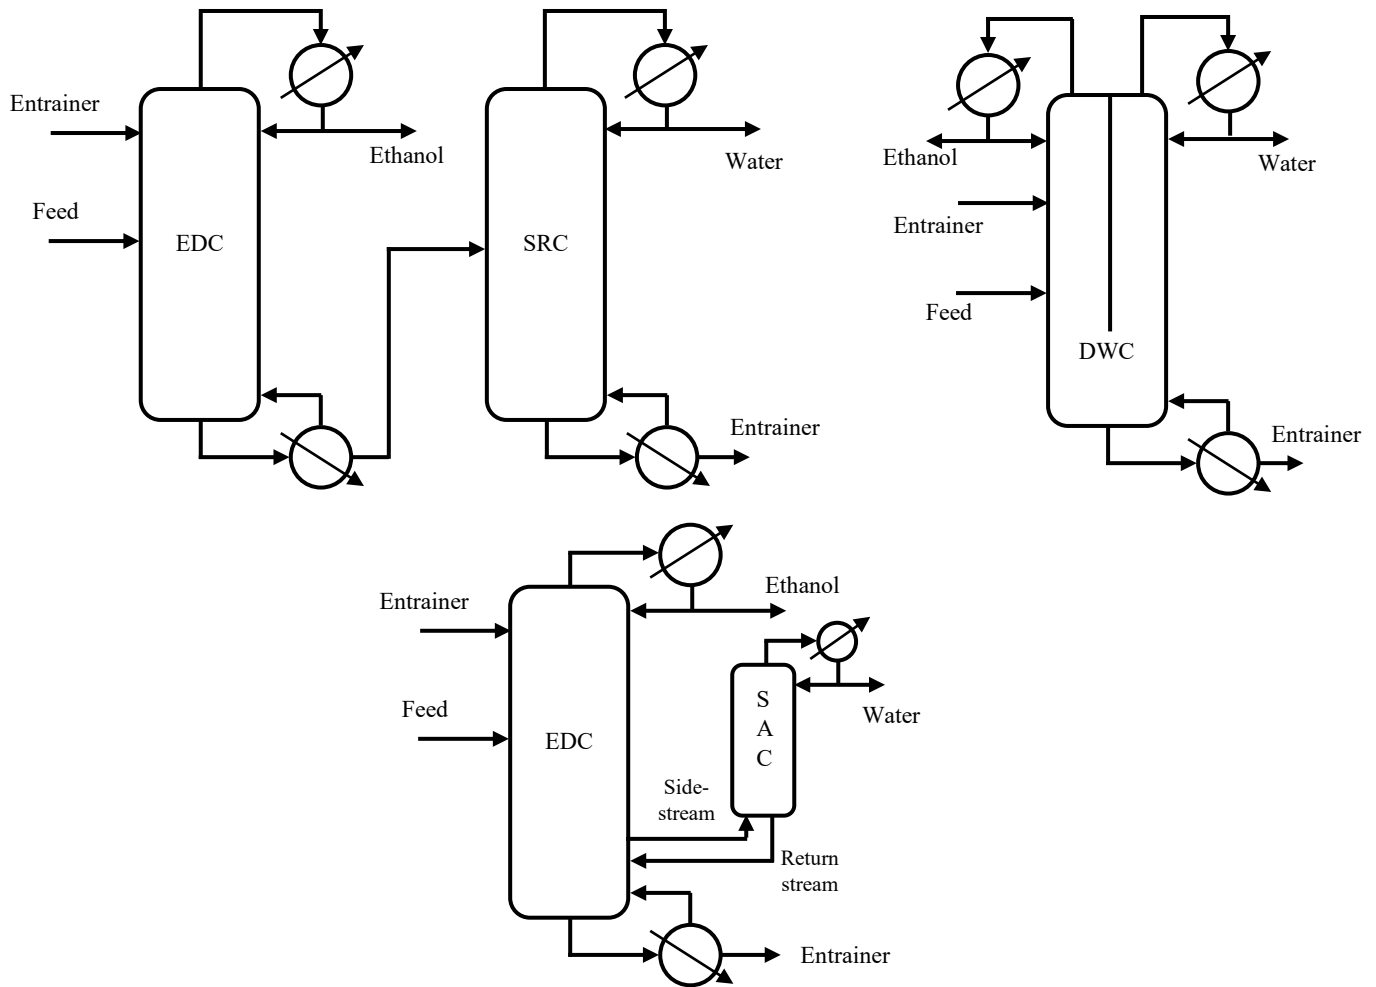 Entrainer
Feed
EDC
Ethanol
SRC
Water
Entrainer
Ethanol
Entrainer
Feed
DWC
Water
Entrainer
Entrainer
Feed
EDC
Ethanol
S
A
C
Water
Side-
stream
Return
stream
Entrainer